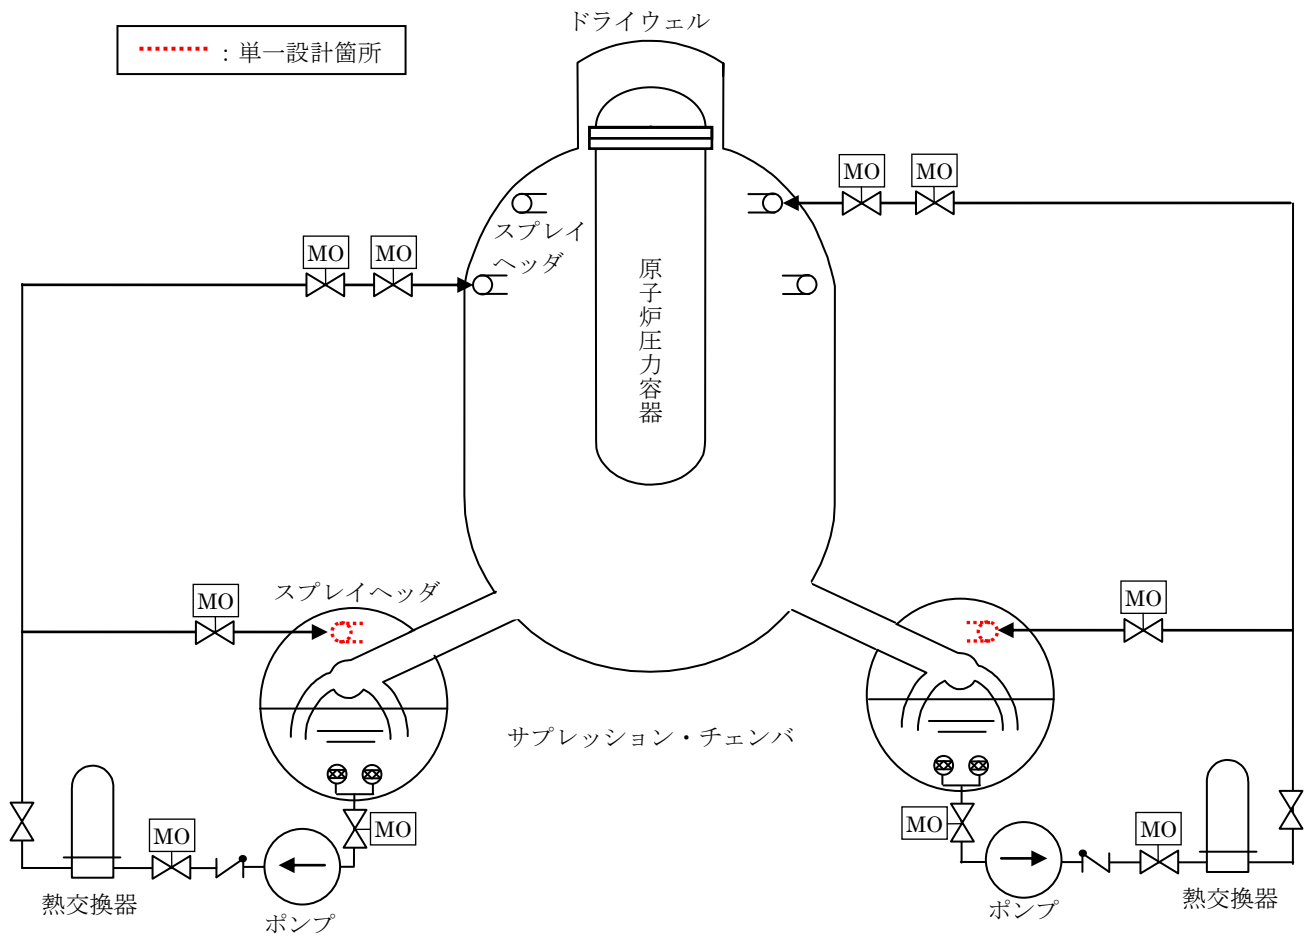 ドライウェル
：単一設計箇所
MO
MO
スプレイ
ヘッダ
MO
MO
原子炉圧力容器
スプレイヘッダ
MO
MO
サプレッション・チェンバ
MO
MO
MO
MO
熱交換器
ポンプ
ポンプ
熱交換器